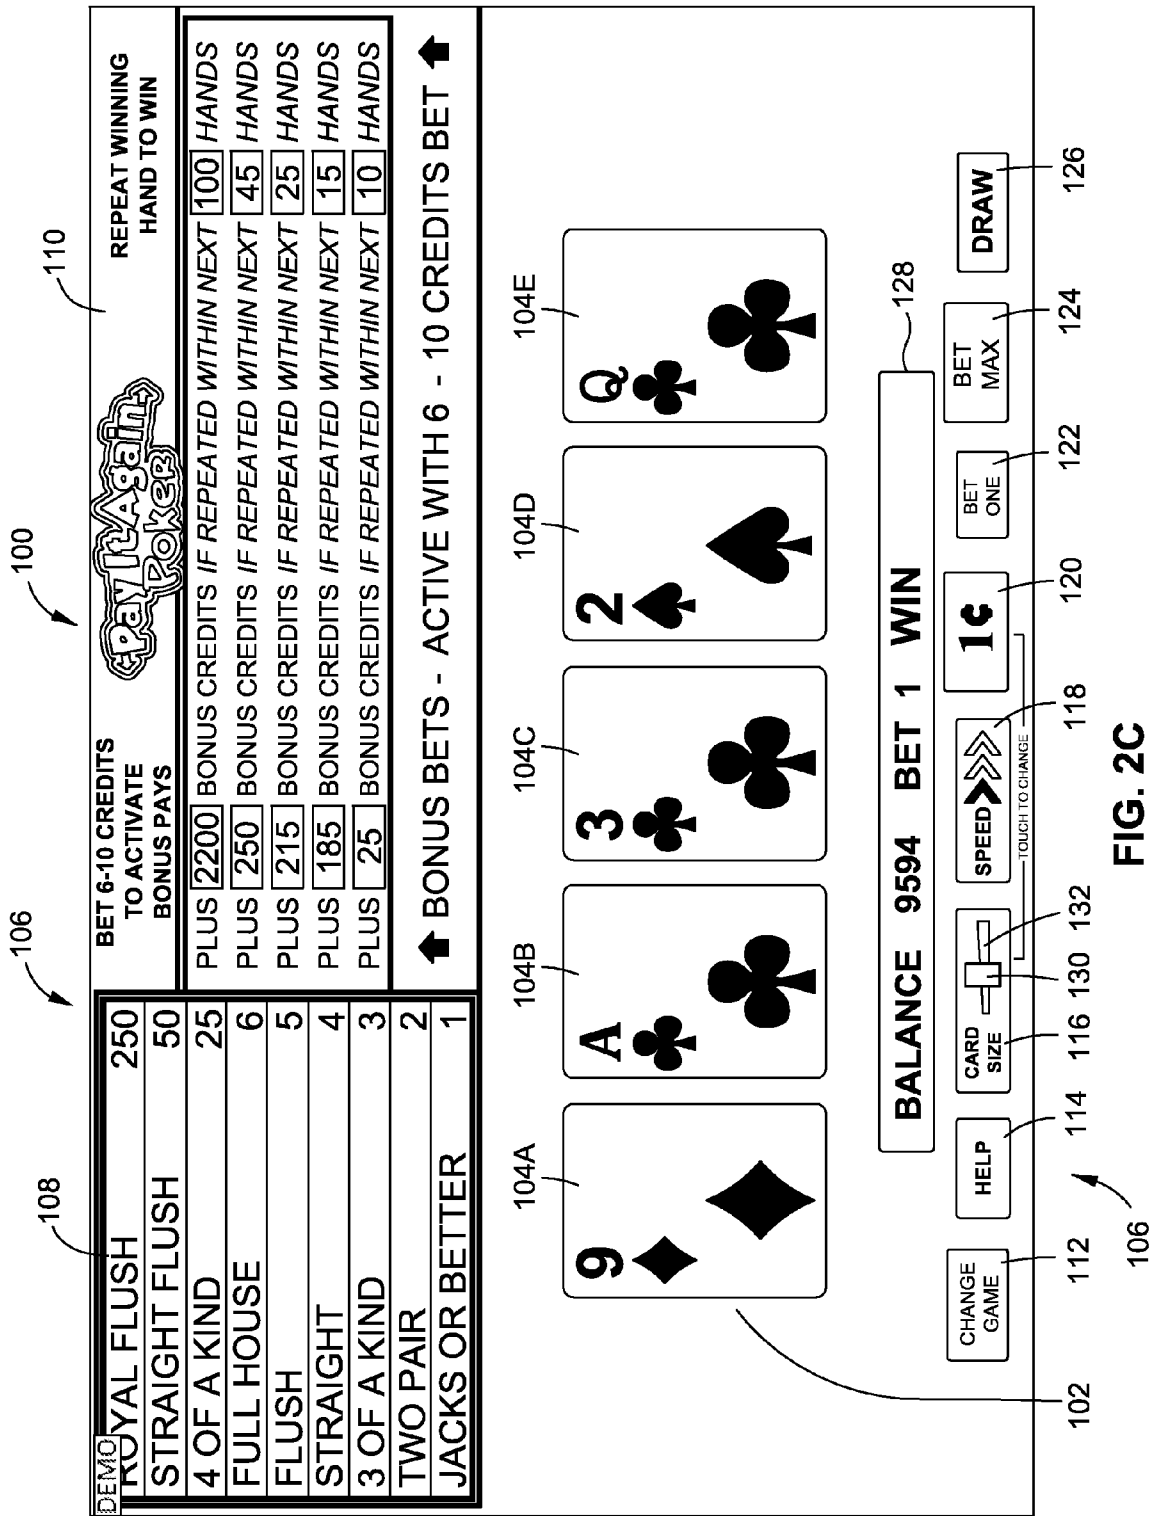 100
106
108
110
DEMO
ROYAL FLUSH 250
STRAIGHT FLUSH 50
4 OF A KIND 25
FULL HOUSE 6
FLUSH 5
STRAIGHT 4
3 OF A KIND 3
TWO PAIR 2
JACKS OR BETTER 1
BET 6-10 CREDITS
TO ACTIVATE
BONUS PAYS
Pay It Again
Poker
REPEAT WINNING
HAND TO WIN
PLUS 2200 BONUS CREDITS IF REPEATED WITHIN NEXT 100 HANDS
PLUS 250 BONUS CREDITS IF REPEATED WITHIN NEXT 45 HANDS
PLUS 215 BONUS CREDITS IF REPEATED WITHIN NEXT 25 HANDS
PLUS 185 BONUS CREDITS IF REPEATED WITHIN NEXT 15 HANDS
PLUS 25 BONUS CREDITS IF REPEATED WITHIN NEXT 10 HANDS
BONUS BETS - ACTIVE WITH 6 - 10 CREDITS BET
104A 104B 104C 104D 104E
9 A 3 2 Q
102
128
BALANCE 9594 BET 1 WIN
CHANGE
GAME
HELP
CARD
SIZE
SPEED
1¢
BET
ONE
BET
MAX
DRAW
TOUCH TO CHANGE
112 114 116 130 132 118 120 122 124 126
106
FIG. 2C